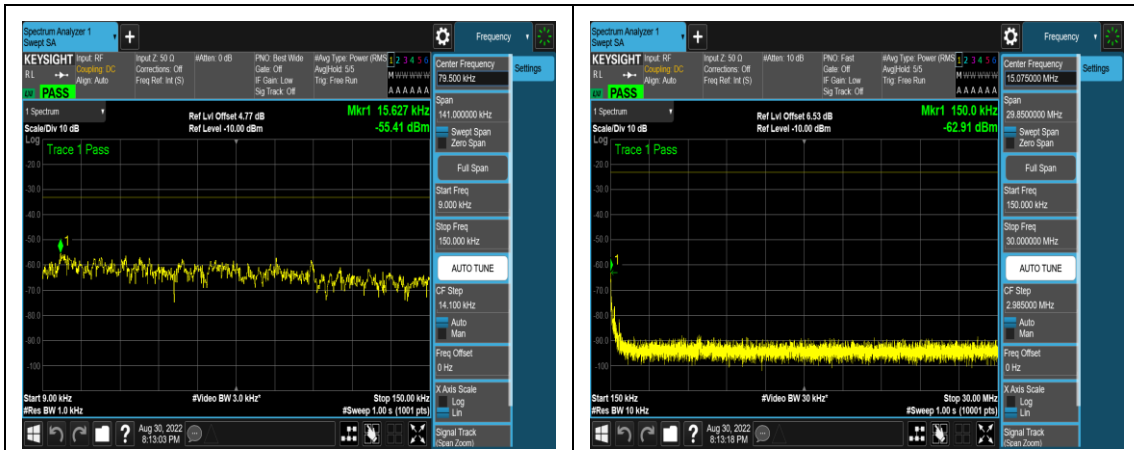 Spectrum Analyzer 1
Swept SA
Frequency
KEYSIGHT
RL
Input: RF
Coupling: DC
Align: Auto
Input Z: 50 Ω
Corrections: Off
Freq Ref: Int (S)
#Atten: 0 dB
PNO: Best Wide
Gate: Off
IF Gain: Low
Sig Track: Off
#Avg Type: Power (RMS
Avg|Hold: 5/5
Trig: Free Run
1 2 3 4 5 6
M W W W W W
A A A A A A
PASS
1 Spectrum
Scale/Div 10 dB
Log
Ref Lvl Offset 4.77 dB
Ref Level -10.00 dBm
Mkr1 15.627 kHz
-55.41 dBm
Trace 1 Pass
-20.0
-30.0
-40.0
-50.0
-60.0
-70.0
-80.0
-90.0
-100
1
Start 9.00 kHz
#Res BW 1.0 kHz
#Video BW 3.0 kHz*
Stop 150.00 kHz
#Sweep 1.00 s (1001 pts)
Aug 30, 2022
8:13:03 PM
Center Frequency
79.500 kHz
Settings
Span
141.000000 kHz
Swept Span
Zero Span
Full Span
Start Freq
9.000 kHz
Stop Freq
150.000 kHz
AUTO TUNE
CF Step
14.100 kHz
Auto
Man
Freq Offset
0 Hz
X Axis Scale
Log
Lin
Signal Track
(Span Zoom)
Spectrum Analyzer 1
Swept SA
Frequency
KEYSIGHT
RL
Input: RF
Coupling: DC
Align: Auto
Input Z: 50 Ω
Corrections: Off
Freq Ref: Int (S)
#Atten: 10 dB
PNO: Fast
Gate: Off
IF Gain: Low
Sig Track: Off
#Avg Type: Power (RMS
Avg|Hold: 5/5
Trig: Free Run
1 2 3 4 5 6
M W W W W W
A A A A A A
PASS
1 Spectrum
Scale/Div 10 dB
Log
Ref Lvl Offset 6.53 dB
Ref Level -10.00 dBm
Mkr1 150.0 kHz
-62.91 dBm
Trace 1 Pass
-20.0
-30.0
-40.0
-50.0
-60.0
-70.0
-80.0
-90.0
-100
1
Start 150 kHz
#Res BW 10 kHz
#Video BW 30 kHz*
Stop 30.00 MHz
#Sweep 1.00 s (10001 pts)
Aug 30, 2022
8:13:18 PM
Center Frequency
15.075000 MHz
Settings
Span
29.8500000 MHz
Swept Span
Zero Span
Full Span
Start Freq
150.000 kHz
Stop Freq
30.000000 MHz
AUTO TUNE
CF Step
2.985000 MHz
Auto
Man
Freq Offset
0 Hz
X Axis Scale
Log
Lin
Signal Track
(Span Zoom)